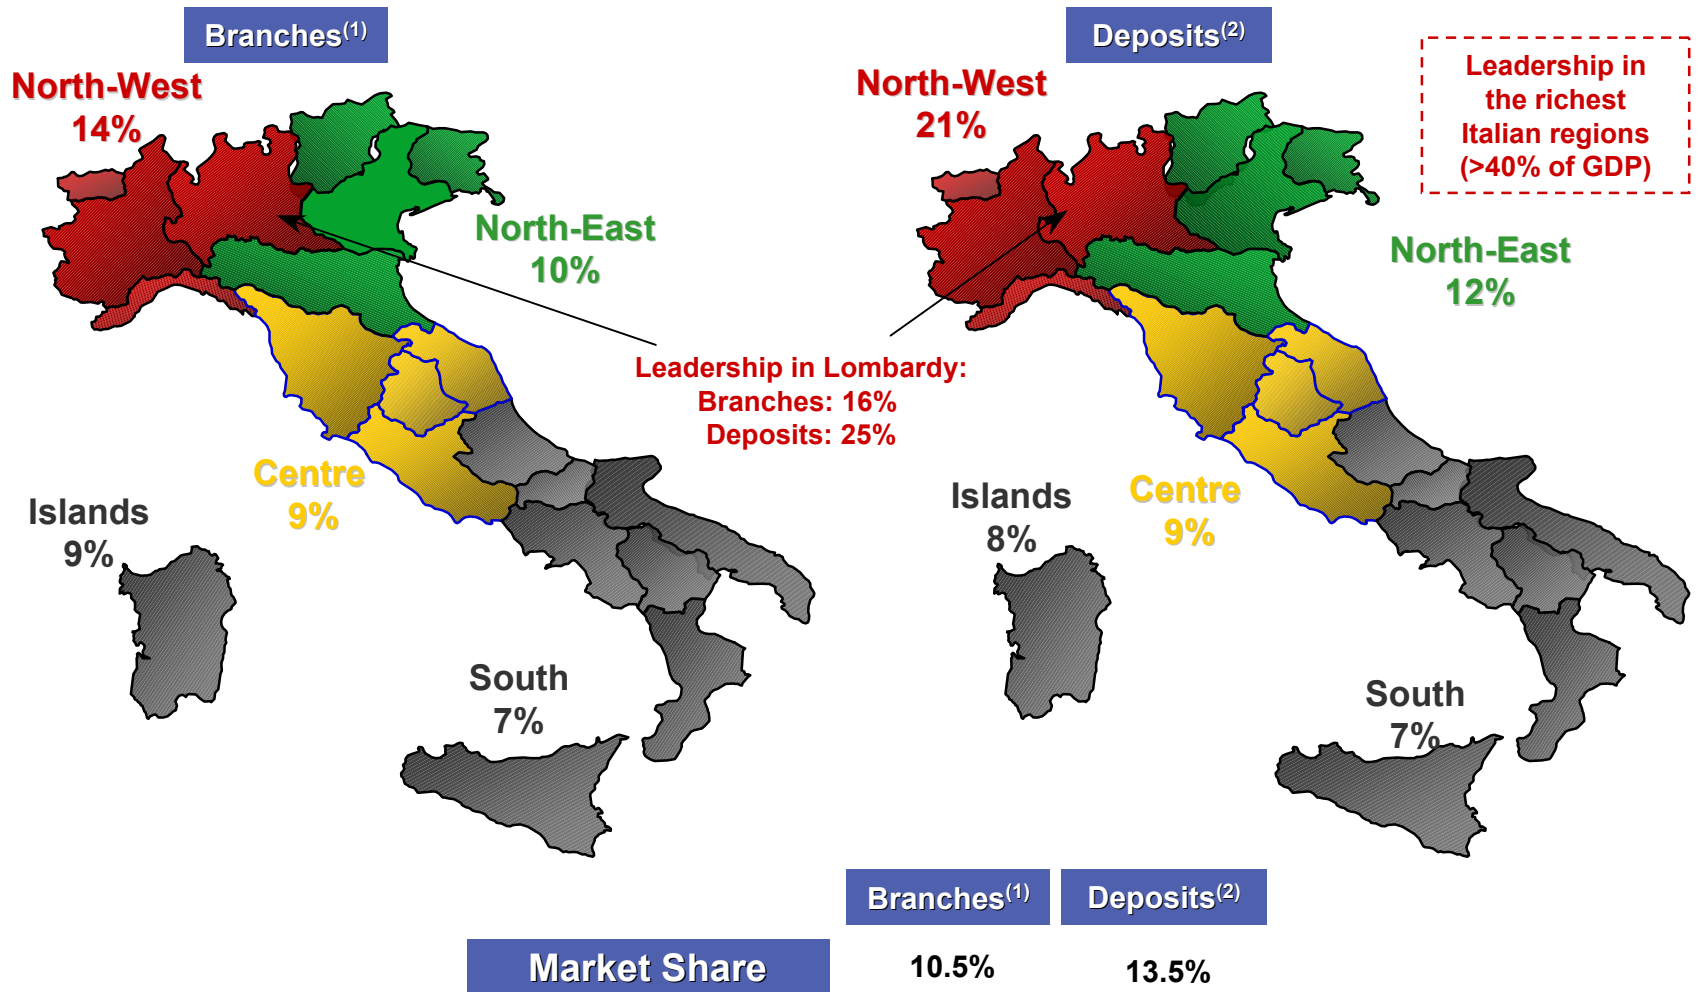 Branches(1)
North-West
14%
North-East
10%
Centre
9%
Islands
9%
South
7%
Leadership in Lombardy:
Branches: 16%
Deposits: 25%
Deposits(2)
North-West
21%
Leadership in
the richest
Italian regions
(>40% of GDP)
North-East
12%
Centre
9%
Islands
8%
South
7%
Branches(1) Deposits(2)
Market Share 10.5% 13.5%